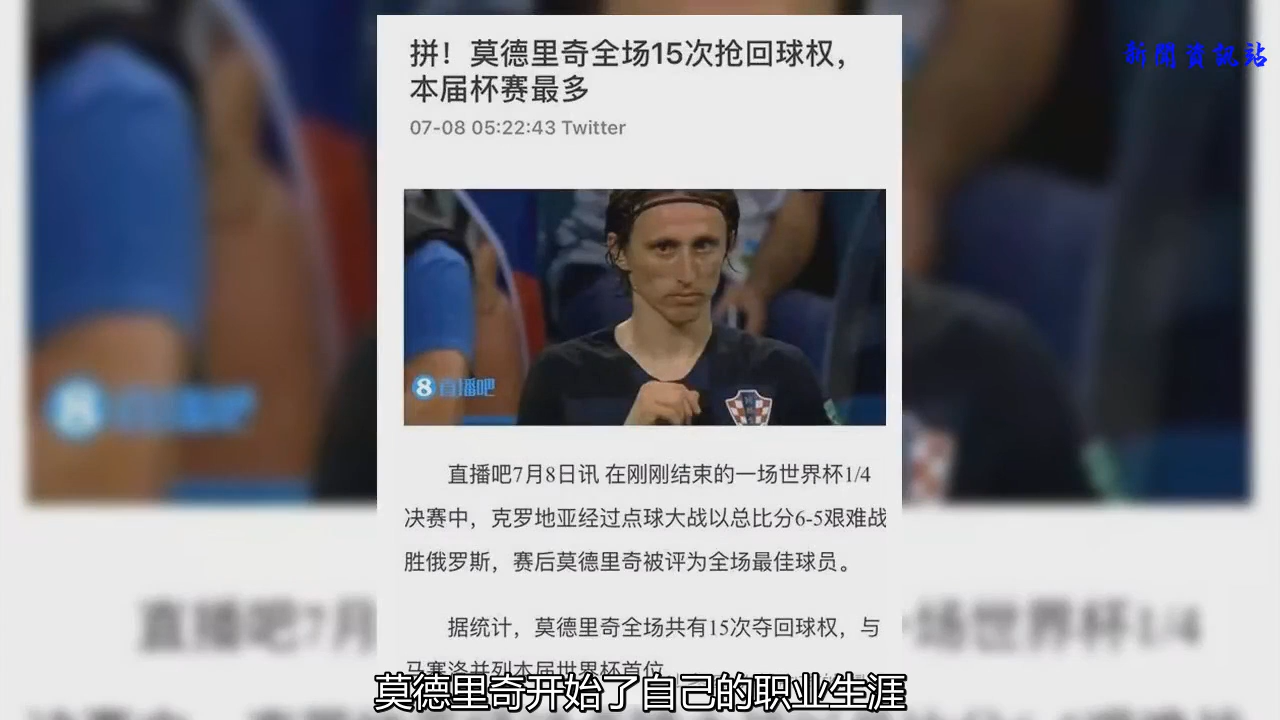 拼！莫德里奇全场15次抢回球权，
本届杯赛最多
07-08 05:22:43 Twitter
新聞資訊站
8直播吧
直播吧7月8日讯 在刚刚结束的一场世界杯1/4
决赛中，克罗地亚经过点球大战以总比分6-5艰难战
胜俄罗斯，赛后莫德里奇被评为全场最佳球员。
据统计，莫德里奇全场共有15次夺回球权，与
马塞洛并列本届世界杯首位
莫德里奇开始了自己的职业生涯